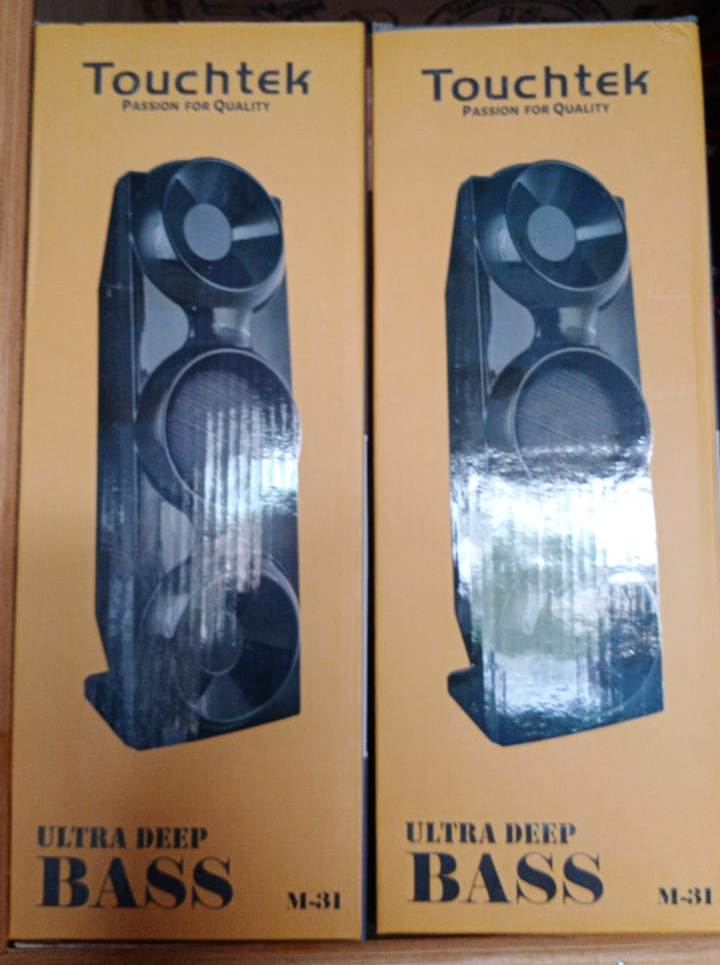 Touchtek
PASSION FOR QUALITY
ULTRA DEEP
BASS
M-31
Touchtek
PASSION FOR QUALITY
ULTRA DEEP
BASS
M-31